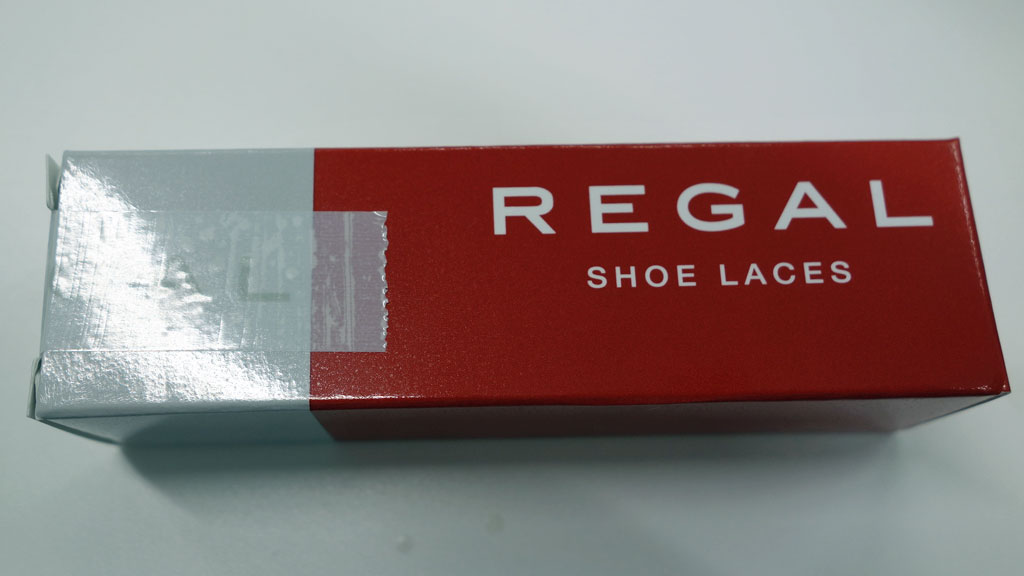 REGAL
SHOE LACES